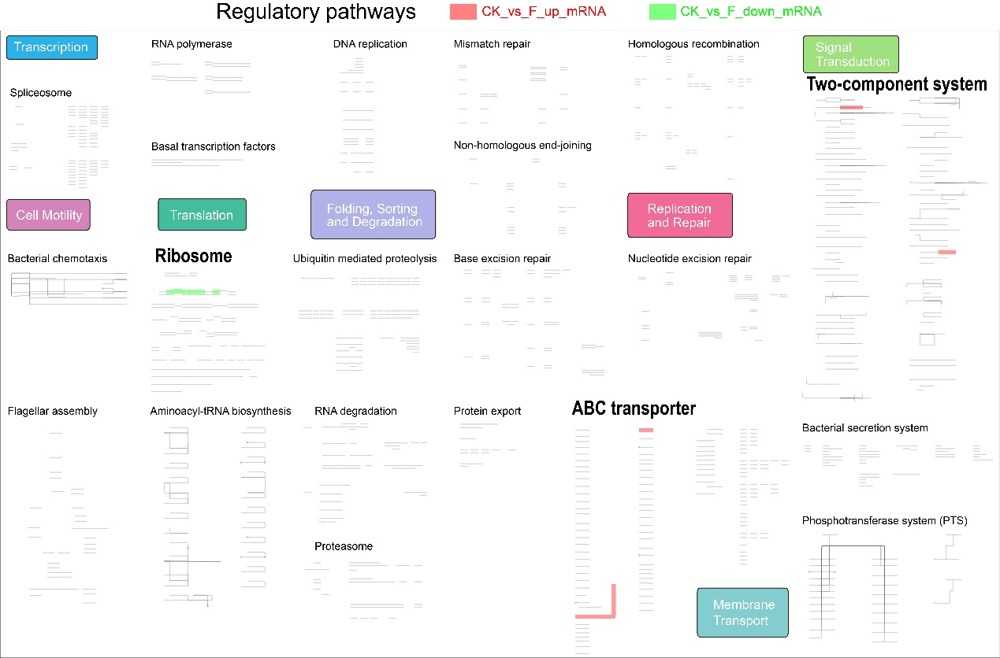 Regulatory pathways
CK_vs_F_up_mRNA
CK_vs_F_down_mRNA
Transcription
RNA polymerase
DNA replication
Mismatch repair
Homologous recombination
Signal
Transduction
Two-component system
Spliceosome
Basal transcription factors
Non-homologous end-joining
Cell Motility
Translation
Folding, Sorting
and Degradation
Replication
and Repair
Bacterial chemotaxis
Ribosome
Ubiquitin mediated proteolysis
Base excision repair
Nucleotide excision repair
Flagellar assembly
Aminoacyl-tRNA biosynthesis
RNA degradation
Protein export
ABC transporter
Bacterial secretion system
Phosphotransferase system (PTS)
Proteasome
Membrane
Transport